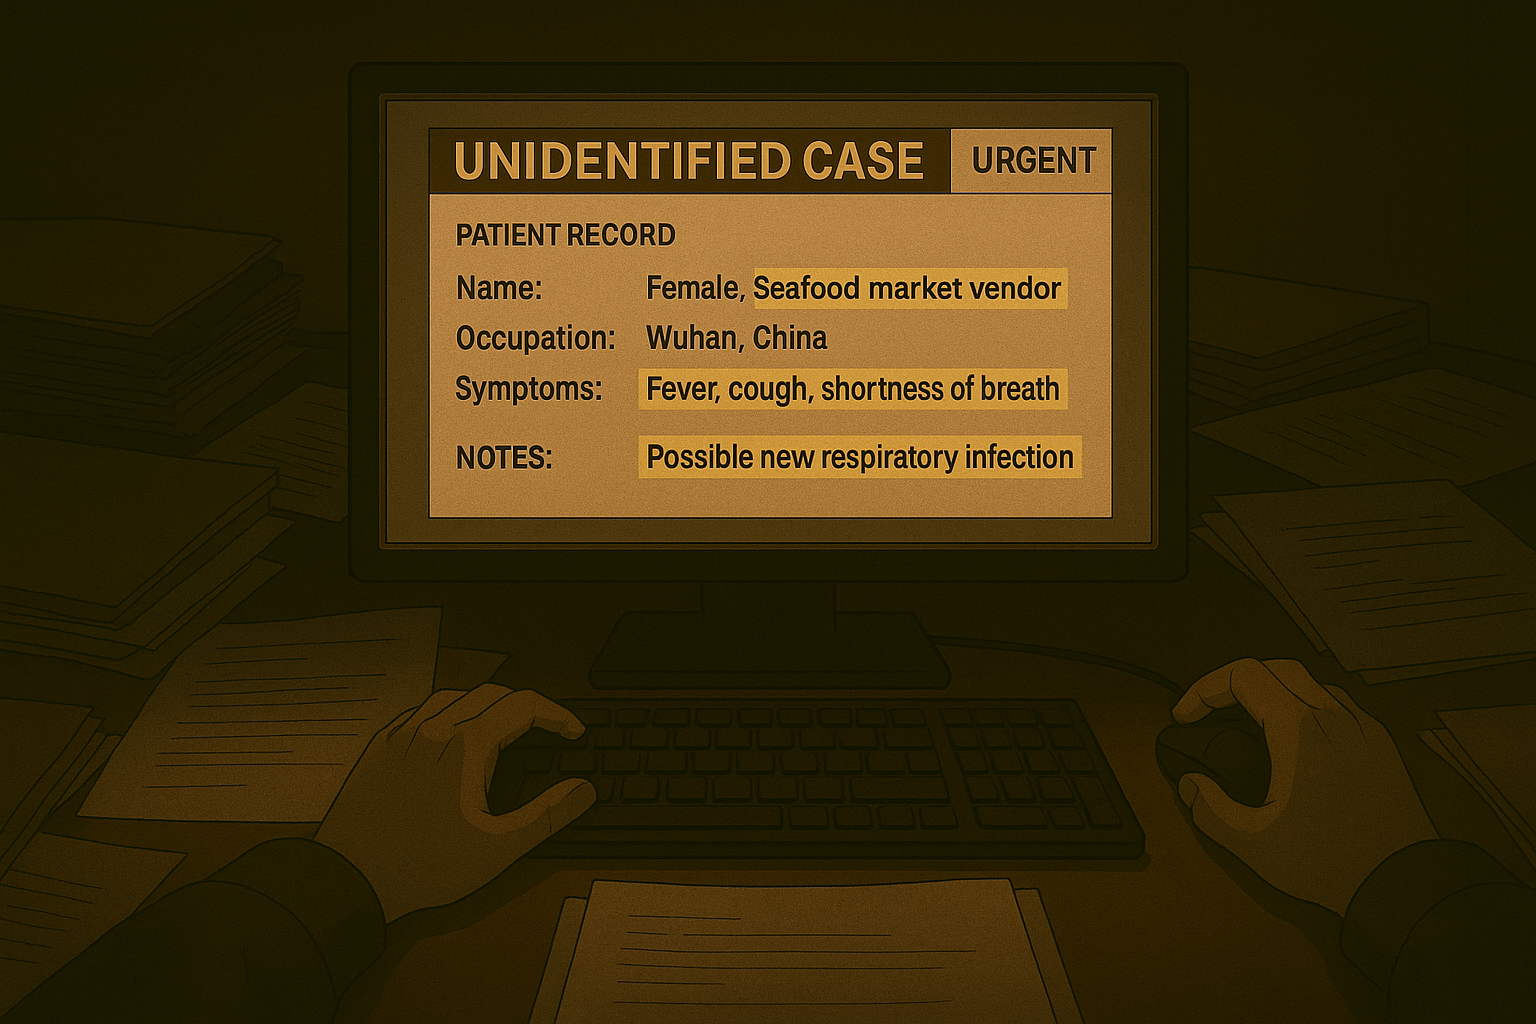 UNIDENTIFIED CASE URGENT
PATIENT RECORD
Name: Female, Seafood market vendor
Occupation: Wuhan, China
Symptoms: Fever, cough, shortness of breath
NOTES: Possible new respiratory infection